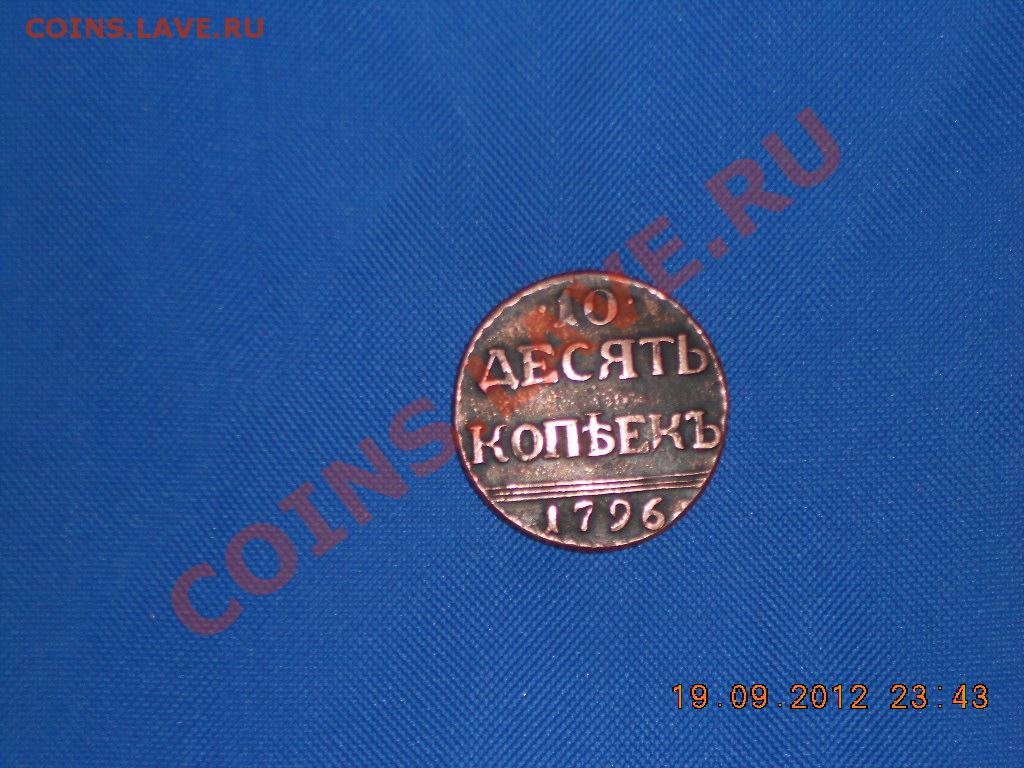 COINS.LAVE.RU
COINS.LAVE.RU
·10·
ДЕСЯТЬ
КОПѢЕКЪ
1796
19.09.2012 23:43